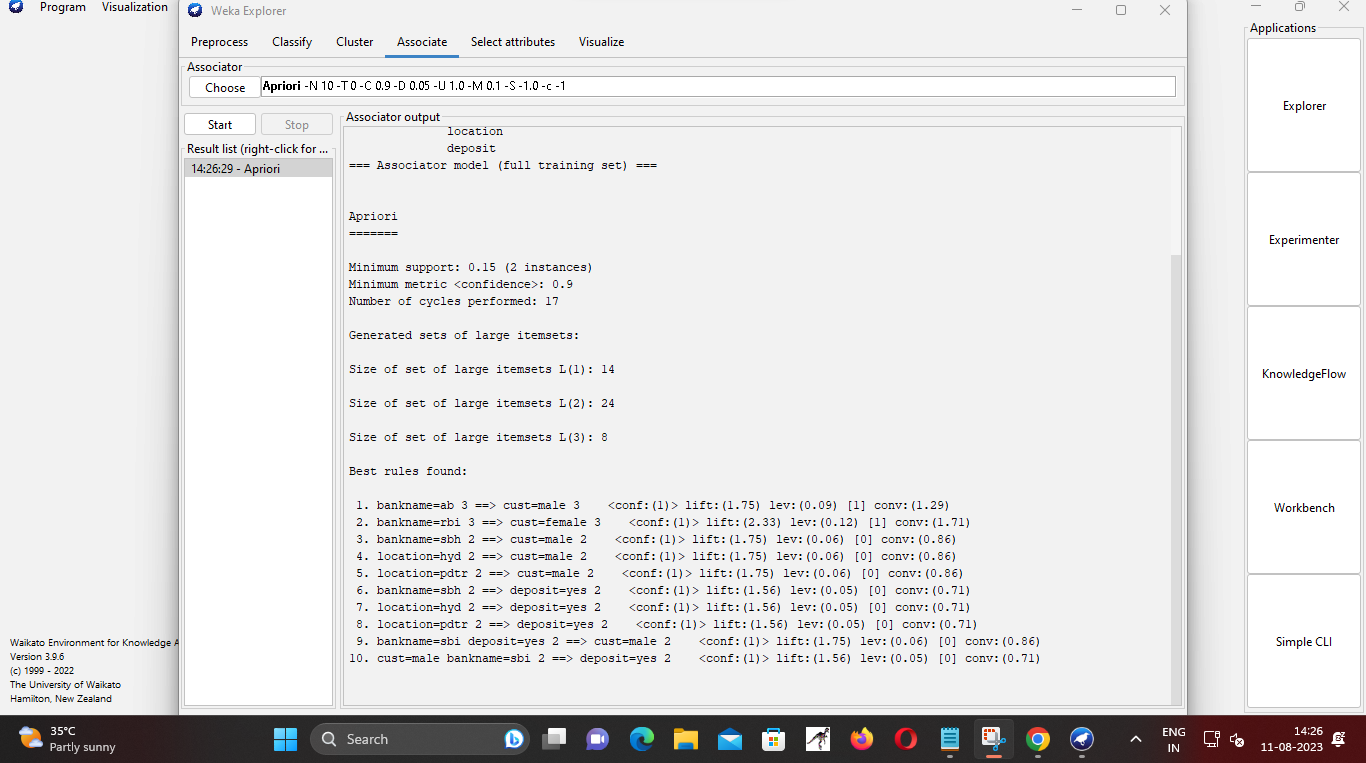 Program Visualization
Weka Explorer
Applications
Preprocess Classify Cluster Associate Select attributes Visualize
Associator
Choose Apriori -N 10 -T 0 -C 0.9 -D 0.05 -U 1.0 -M 0.1 -S -1.0 -c -1
Start Stop
Result list (right-click for ...
14:26:29 - Apriori
Associator output
location
deposit
=== Associator model (full training set) ===
Apriori
=======
Minimum support: 0.15 (2 instances)
Minimum metric <confidence>: 0.9
Number of cycles performed: 17
Generated sets of large itemsets:
Size of set of large itemsets L(1): 14
Size of set of large itemsets L(2): 24
Size of set of large itemsets L(3): 8
Best rules found:
1. bankname=ab 3 ==> cust=male 3 <conf:(1)> lift:(1.75) lev:(0.09) [1] conv:(1.29)
2. bankname=rbi 3 ==> cust=female 3 <conf:(1)> lift:(2.33) lev:(0.12) [1] conv:(1.71)
3. bankname=sbh 2 ==> cust=male 2 <conf:(1)> lift:(1.75) lev:(0.06) [0] conv:(0.86)
4. location=hyd 2 ==> cust=male 2 <conf:(1)> lift:(1.75) lev:(0.06) [0] conv:(0.86)
5. location=pdtr 2 ==> cust=male 2 <conf:(1)> lift:(1.75) lev:(0.06) [0] conv:(0.86)
6. bankname=sbh 2 ==> deposit=yes 2 <conf:(1)> lift:(1.56) lev:(0.05) [0] conv:(0.71)
7. location=hyd 2 ==> deposit=yes 2 <conf:(1)> lift:(1.56) lev:(0.05) [0] conv:(0.71)
8. location=pdtr 2 ==> deposit=yes 2 <conf:(1)> lift:(1.56) lev:(0.05) [0] conv:(0.71)
9. bankname=sbi deposit=yes 2 ==> cust=male 2 <conf:(1)> lift:(1.75) lev:(0.06) [0] conv:(0.86)
10. cust=male bankname=sbi 2 ==> deposit=yes 2 <conf:(1)> lift:(1.56) lev:(0.05) [0] conv:(0.71)
Explorer
Experimenter
KnowledgeFlow
Workbench
Simple CLI
Waikato Environment for Knowledge A
Version 3.9.6
(c) 1999 - 2022
The University of Waikato
Hamilton, New Zealand
35°C
Partly sunny
Search
ENG
IN
14:26
11-08-2023